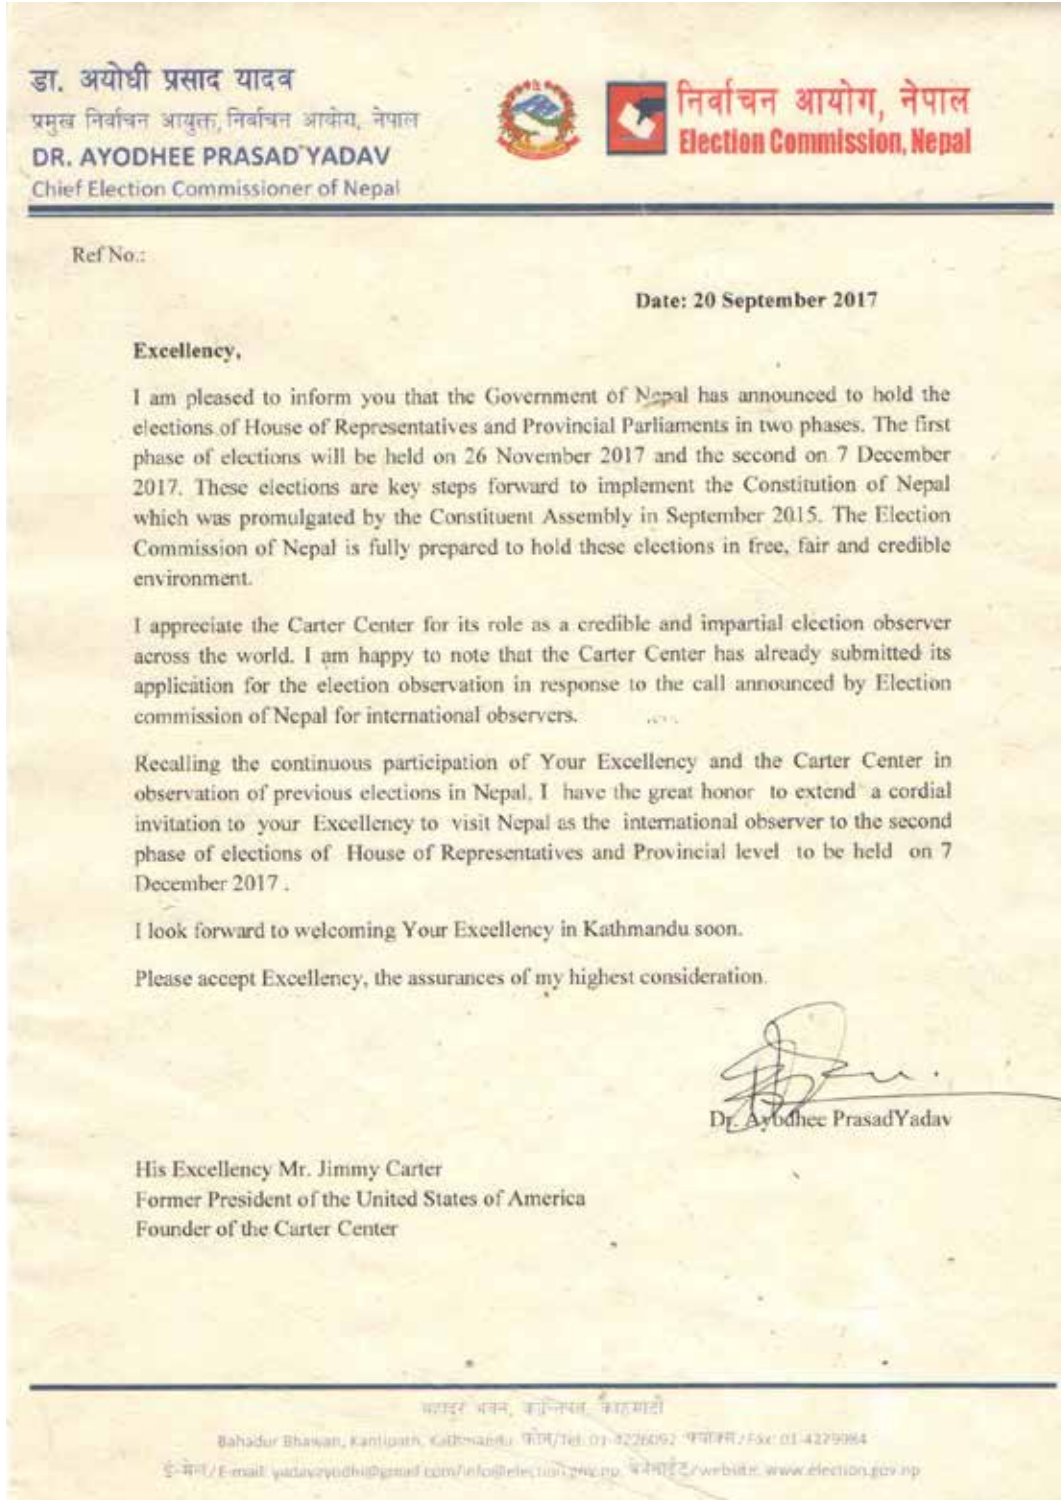 डा. अयोधी प्रसाद यादव
प्रमुख निर्वाचन आयुक्त, निर्वाचन आयोग, नेपाल
DR. AYODHEE PRASAD YADAV
Chief Election Commissioner of Nepal
निर्वाचन आयोग, नेपाल
Election Commission, Nepal
Ref No.:
Date: 20 September 2017
Excellency,
I am pleased to inform you that the Government of Nepal has announced to hold the
elections of House of Representatives and Provincial Parliaments in two phases. The first
phase of elections will be held on 26 November 2017 and the second on 7 December
2017. These elections are key steps forward to implement the Constitution of Nepal
which was promulgated by the Constituent Assembly in September 2015. The Election
Commission of Nepal is fully prepared to hold these elections in free, fair and credible
environment.
I appreciate the Carter Center for its role as a credible and impartial election observer
across the world. I am happy to note that the Carter Center has already submitted its
application for the election observation in response to the call announced by Election
commission of Nepal for international observers.
Recalling the continuous participation of Your Excellency and the Carter Center in
observation of previous elections in Nepal, I have the great honor to extend a cordial
invitation to your Excellency to visit Nepal as the international observer to the second
phase of elections of House of Representatives and Provincial level to be held on 7
December 2017 .
I look forward to welcoming Your Excellency in Kathmandu soon.
Please accept Excellency, the assurances of my highest consideration.
Dr. Ayodhee PrasadYadav
His Excellency Mr. Jimmy Carter
Former President of the United States of America
Founder of the Carter Center
भवन, काठमाडौं
Bahadur Bhawan, Kantipath, Kathmandu फोन/Tel: 01-4226092 /Fax: 01-4229984
ई-मेल/E-mail: /website: www.election.gov.np